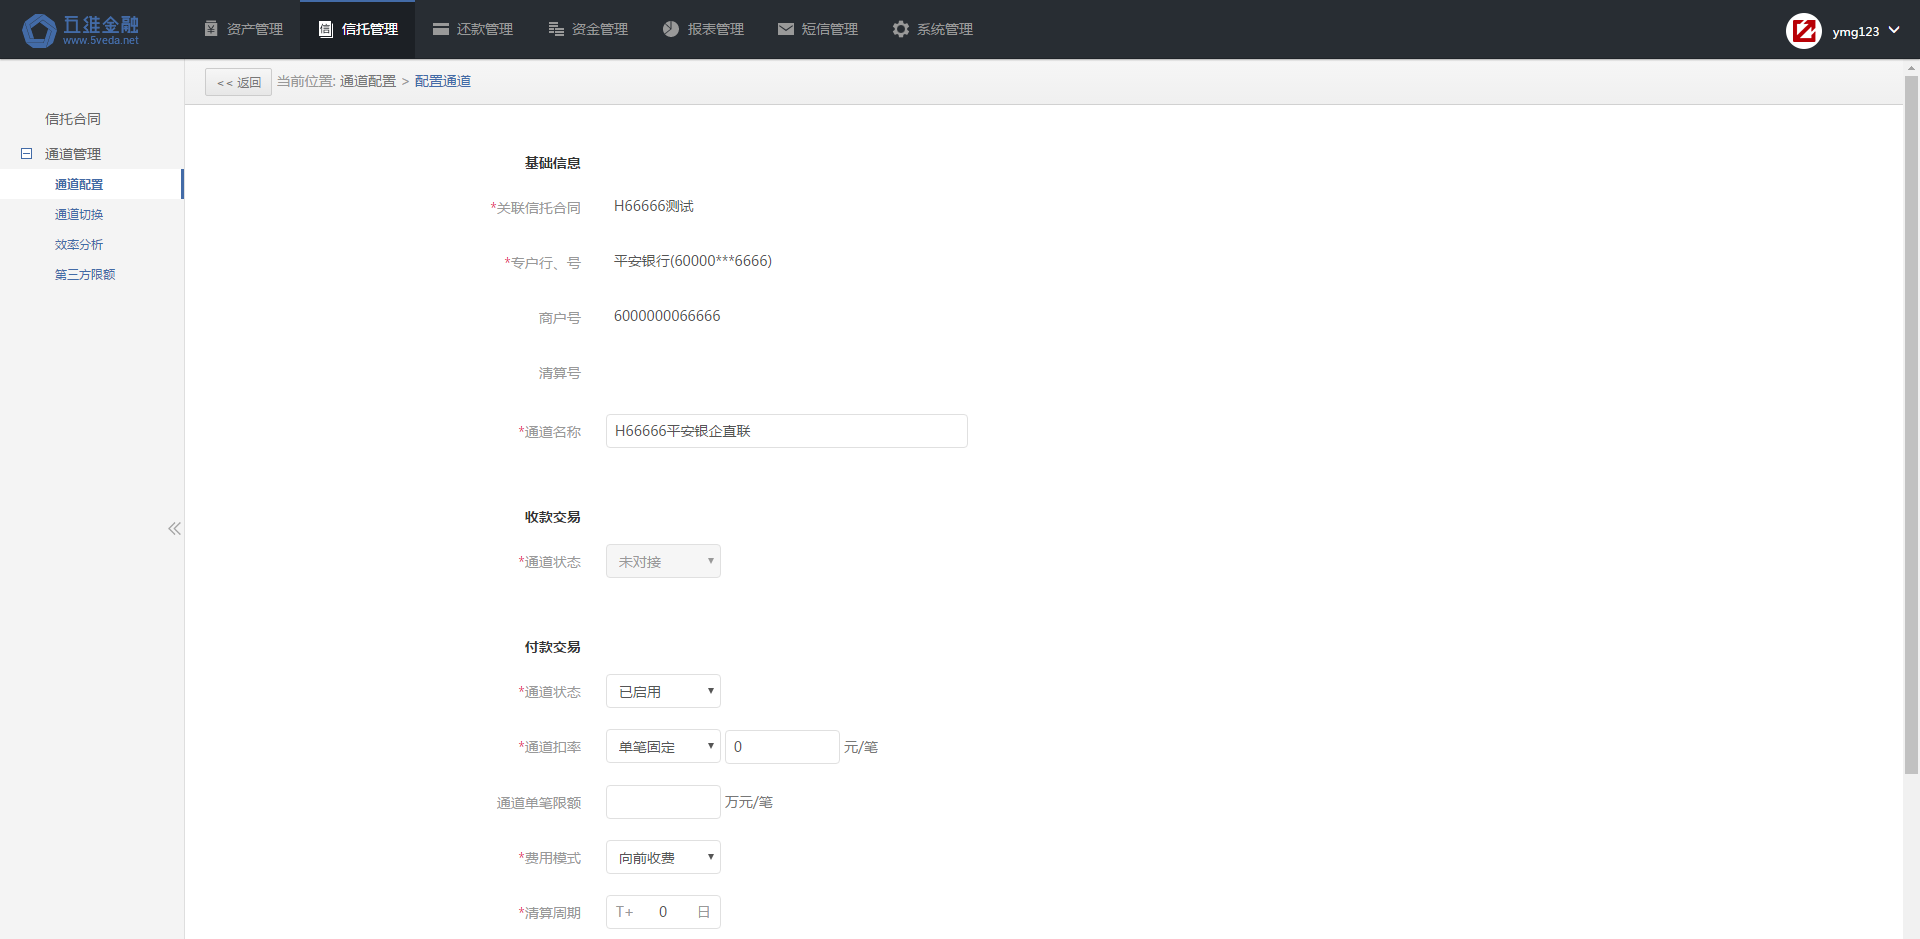 五维金融
www.5veda.net
资产管理
信托管理
还款管理
资金管理
报表管理
短信管理
系统管理
ymg123
<< 返回 当前位置: 通道配置 > 配置通道
信托合同
通道管理
通道配置
通道切换
效率分析
第三方限额
基础信息
*关联信托合同 H66666测试
*专户行、号 平安银行(60000***6666)
商户号 6000000066666
清算号
*通道名称 H66666平安银企直联
收款交易
*通道状态 未对接
付款交易
*通道状态 已启用
*通道扣率 单笔固定 0 元/笔
通道单笔限额 万元/笔
*费用模式 向前收费
*清算周期 T+ 0 日